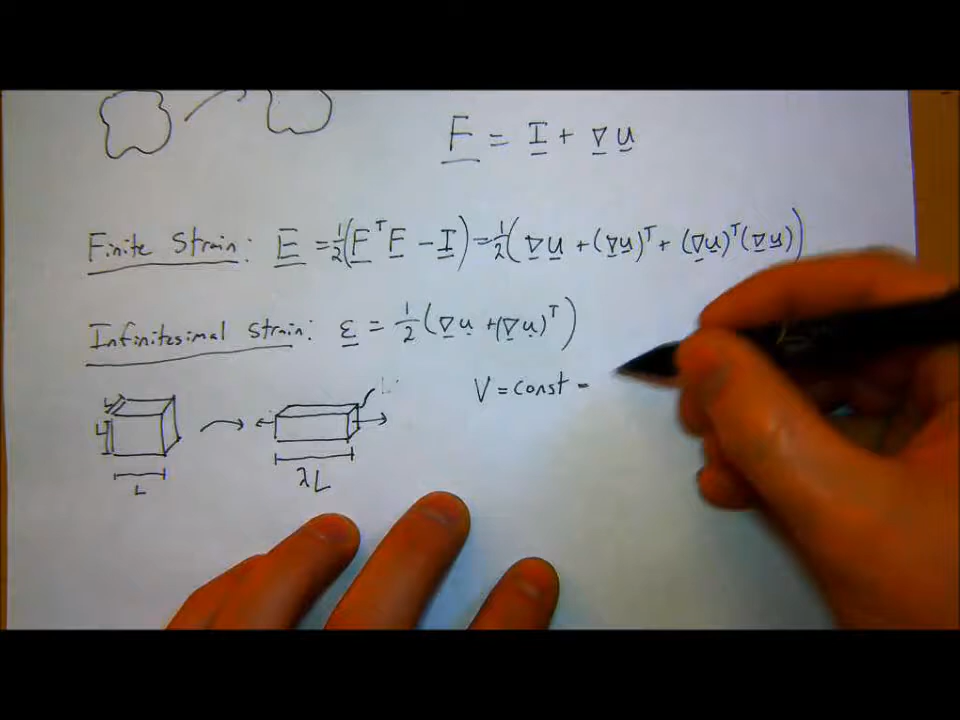 F = I + ∇u
Finite Strain: E = 1/2(FᵀF - I) = 1/2(∇u + (∇u)ᵀ + (∇u)ᵀ(∇u))
Infinitesimal Strain: ε = 1/2(∇u + (∇u)ᵀ)
V = const =
L
L
L
λL